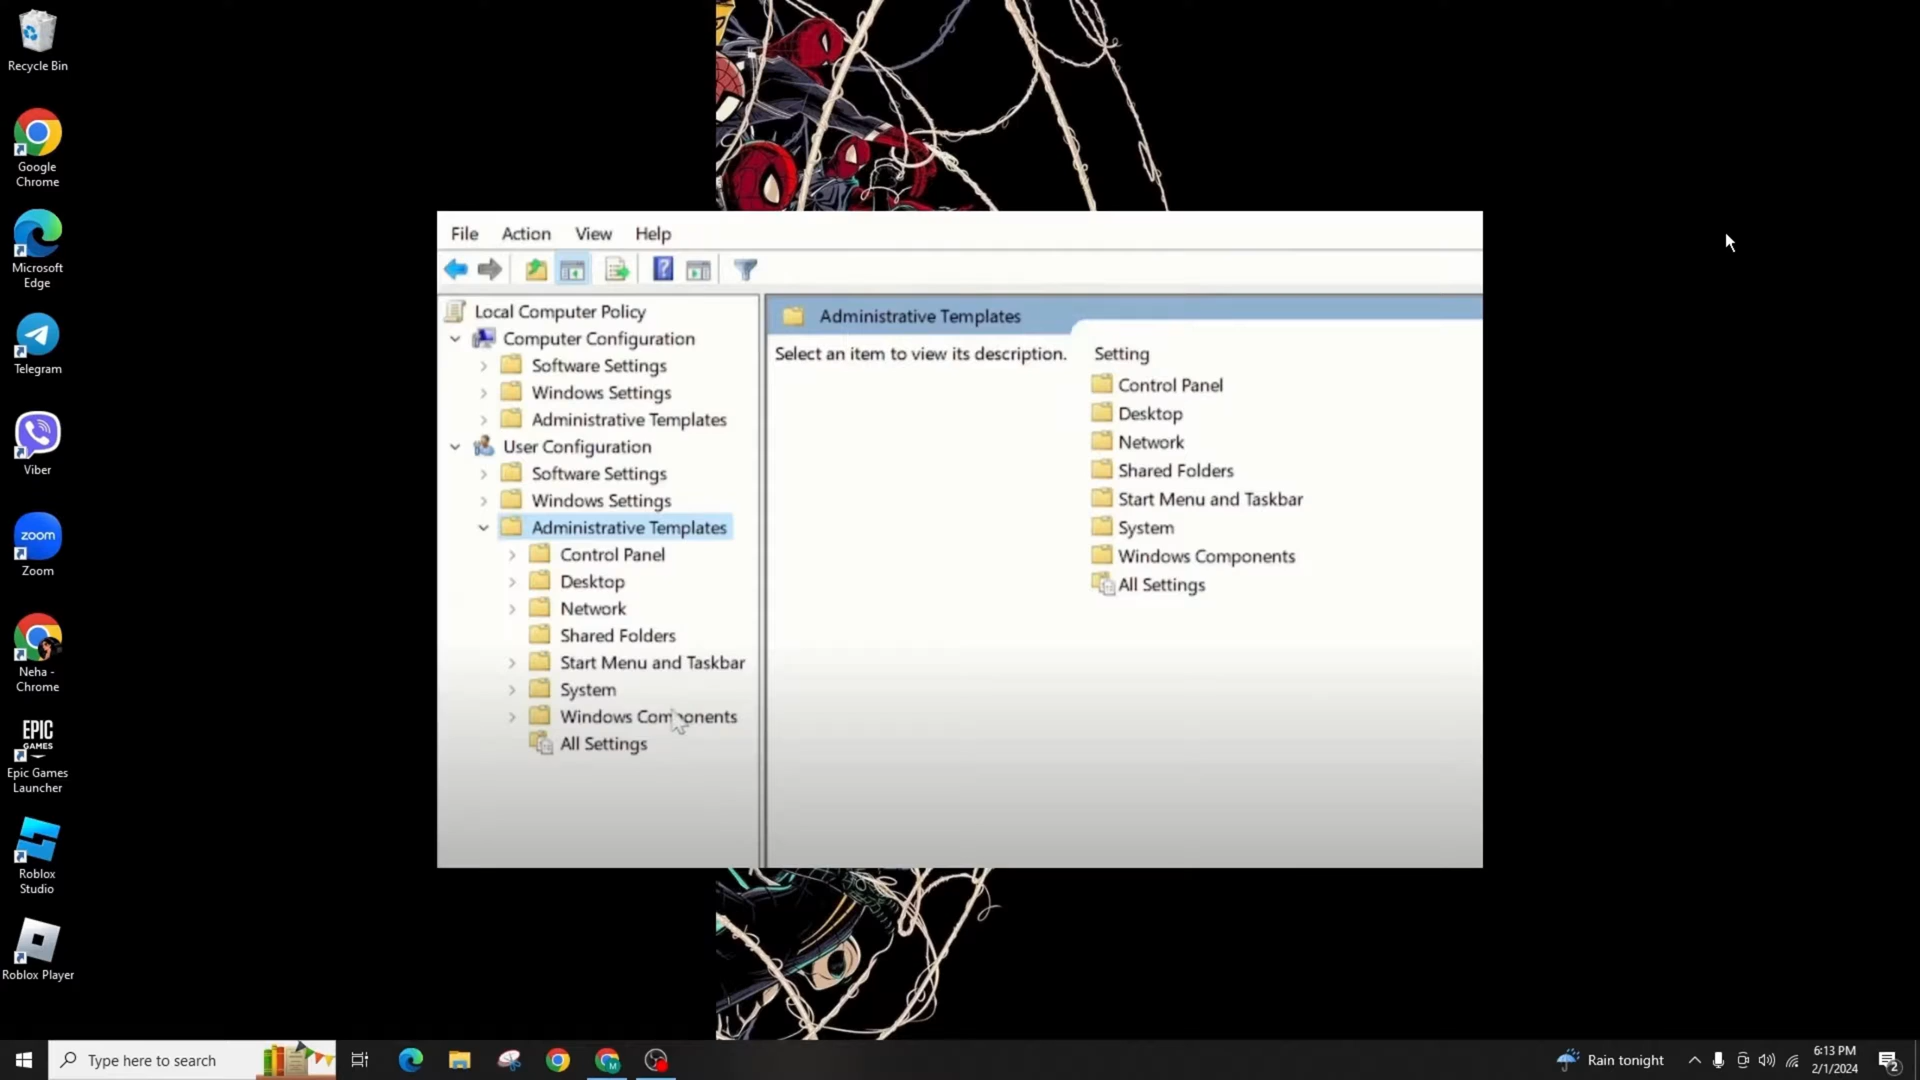 Recycle Bin
Google
Chrome
Microsoft
Edge
Telegram
Viber
zoom
Zoom
Neha -
Chrome
EPIC
GAMES
Epic Games
Launcher
Roblox
Studio
Roblox Player
File Action View Help
Local Computer Policy
Computer Configuration
Software Settings
Windows Settings
Administrative Templates
User Configuration
Software Settings
Windows Settings
Administrative Templates
Control Panel
Desktop
Network
Shared Folders
Start Menu and Taskbar
System
Windows Components
All Settings
Administrative Templates
Select an item to view its description.
Setting
Control Panel
Desktop
Network
Shared Folders
Start Menu and Taskbar
System
Windows Components
All Settings
Type here to search
M
Rain tonight
6:13 PM
2/1/2024
2